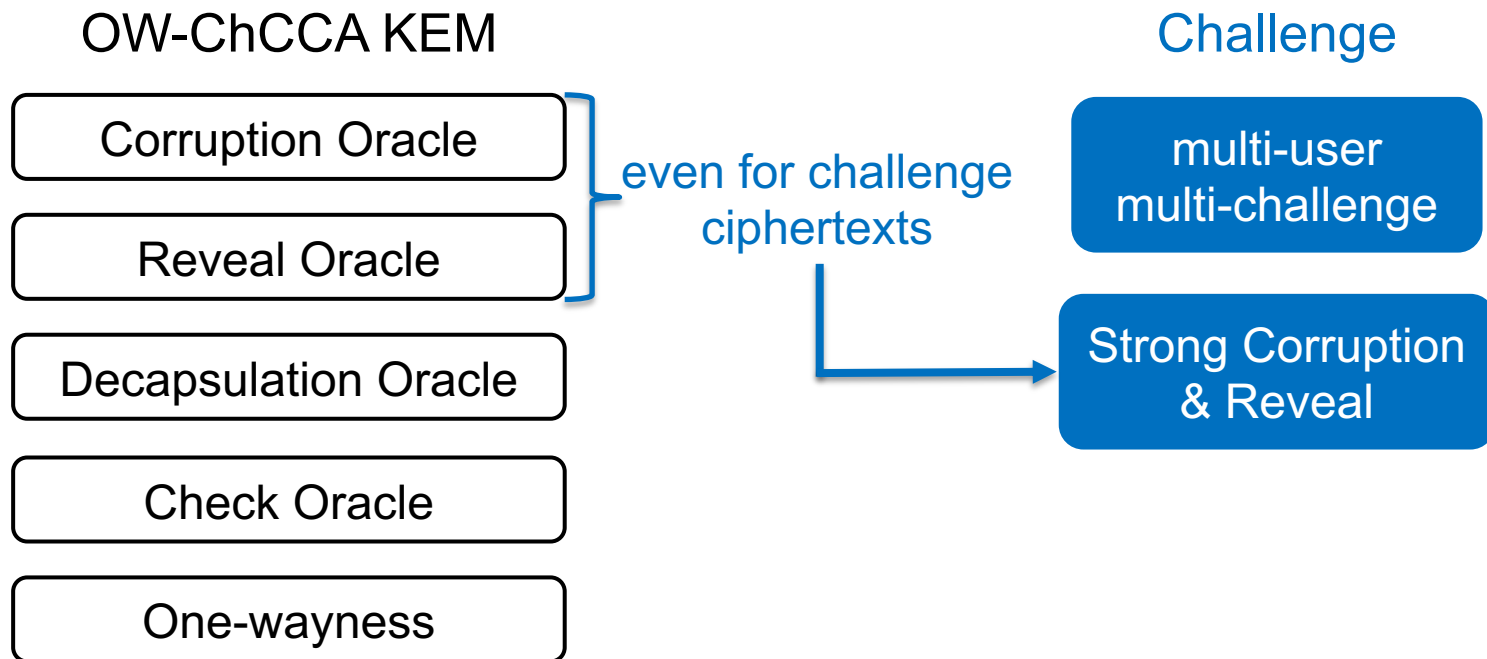 OW-ChCCA KEM
Challenge
Corruption Oracle
Reveal Oracle
Decapsulation Oracle
Check Oracle
One-wayness
even for challenge
ciphertexts
multi-user
multi-challenge
Strong Corruption
& Reveal